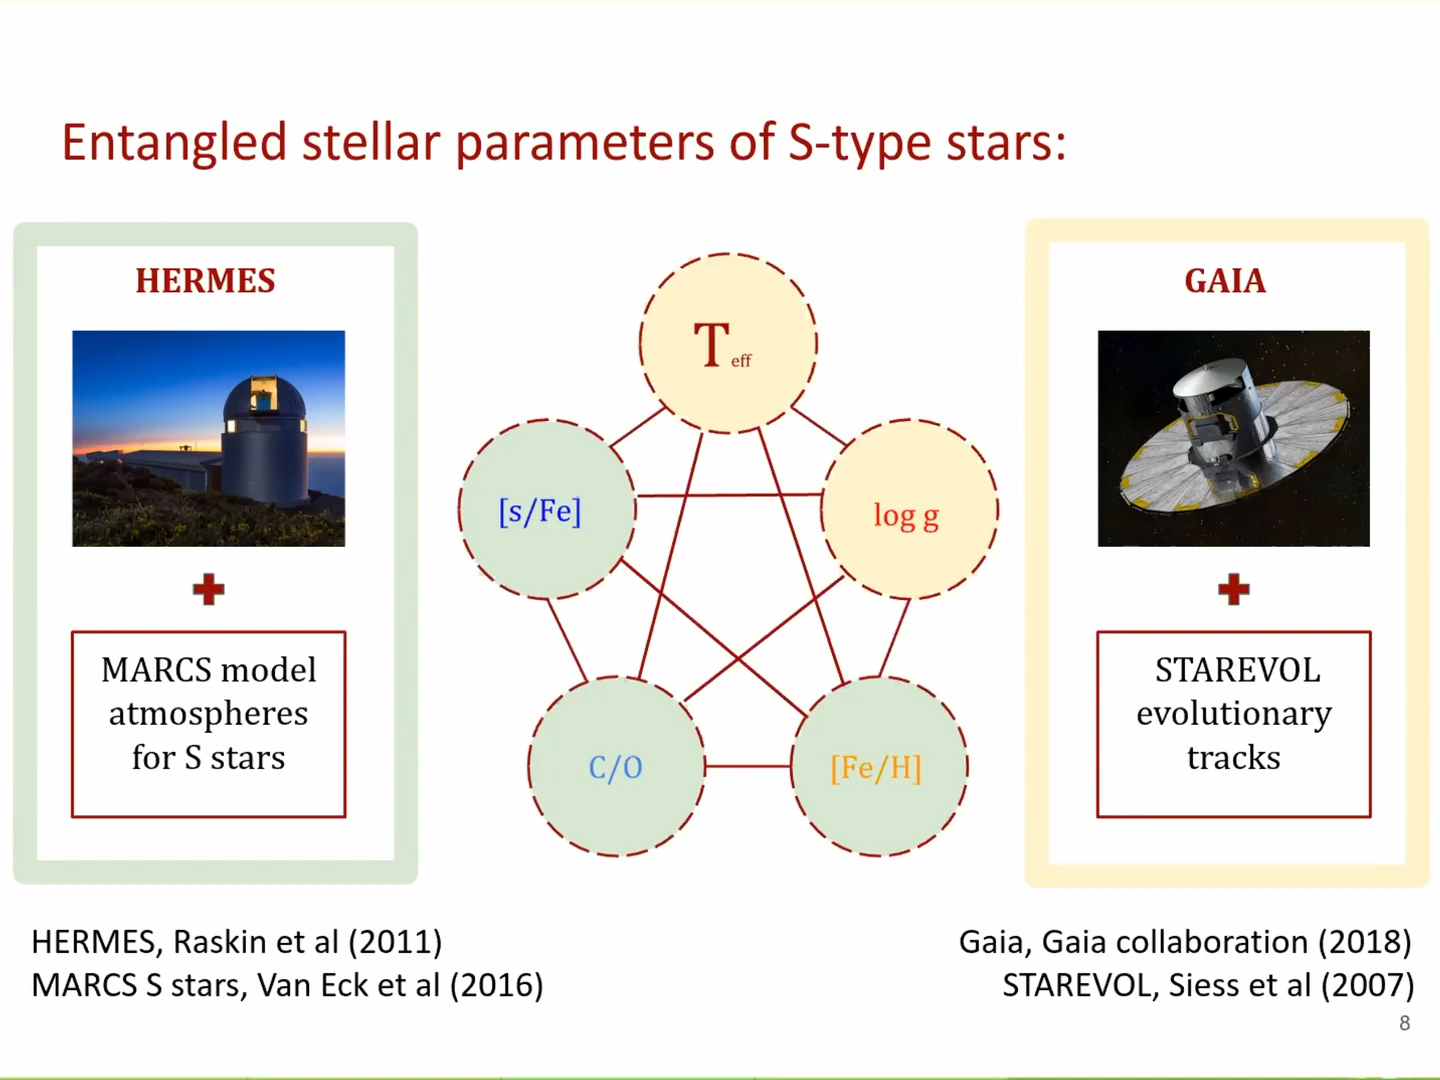 Entangled stellar parameters of S-type stars:
HERMES
MARCS model
atmospheres
for S stars
T eff
[s/Fe]
log g
C/O
[Fe/H]
GAIA
STAREVOL
evolutionary
tracks
HERMES, Raskin et al (2011)
MARCS S stars, Van Eck et al (2016)
Gaia, Gaia collaboration (2018)
STAREVOL, Siess et al (2007)
8